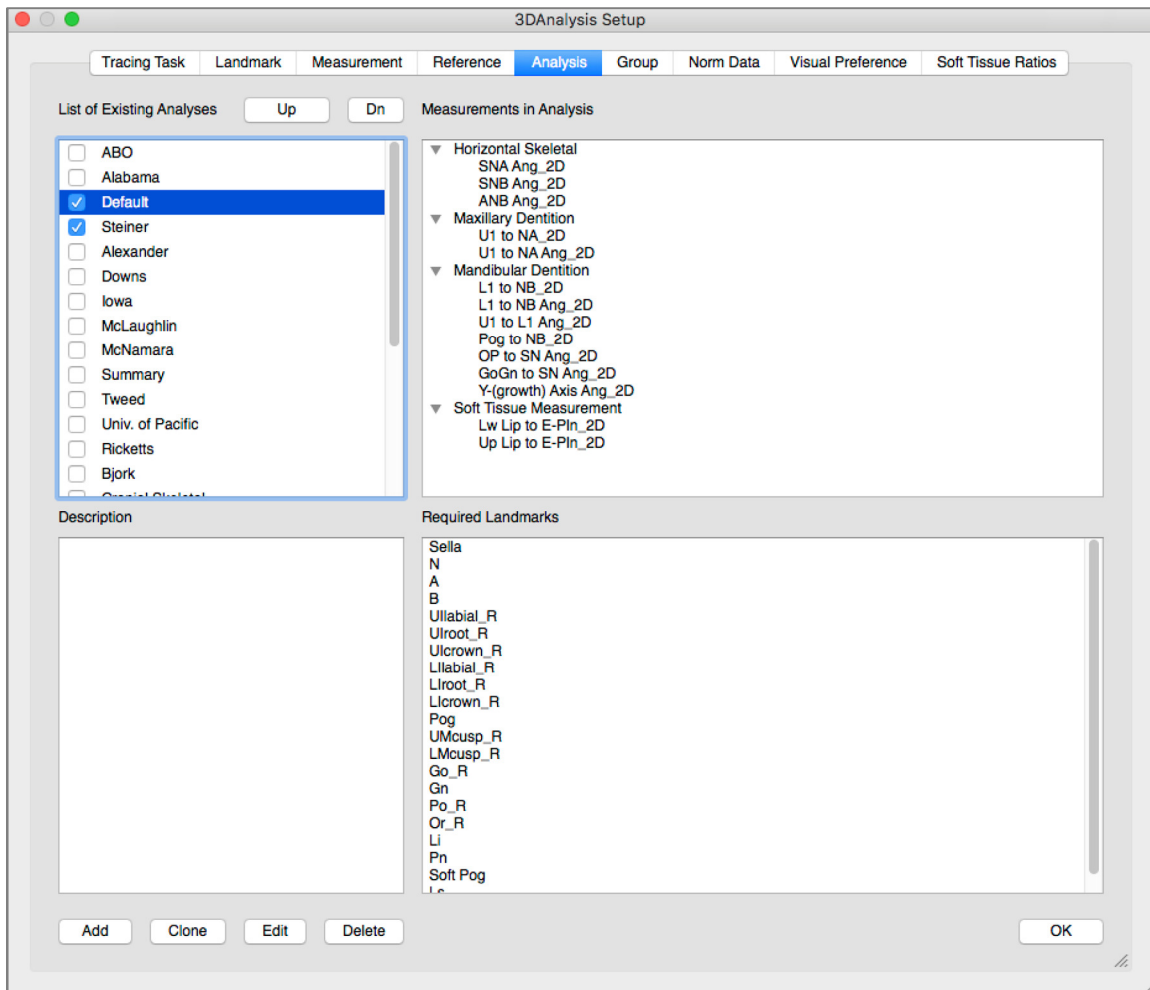 3DAnalysis Setup
Tracing Task Landmark Measurement Reference Analysis Group Norm Data Visual Preference Soft Tissue Ratios
List of Existing Analyses Up Dn
ABO
Alabama
Default
Steiner
Alexander
Downs
Iowa
McLaughlin
McNamara
Summary
Tweed
Univ. of Pacific
Ricketts
Bjork
Cranial Skeletal
Measurements in Analysis
Horizontal Skeletal
SNA Ang_2D
SNB Ang_2D
ANB Ang_2D
Maxillary Dentition
U1 to NA_2D
U1 to NA Ang_2D
Mandibular Dentition
L1 to NB_2D
L1 to NB Ang_2D
U1 to L1 Ang_2D
Pog to NB_2D
OP to SN Ang_2D
GoGn to SN Ang_2D
Y-(growth) Axis Ang_2D
Soft Tissue Measurement
Lw Lip to E-Pln_2D
Up Lip to E-Pln_2D
Description
Required Landmarks
Sella
N
A
B
UIlabial_R
UIroot_R
UIcrown_R
LIlabial_R
LIroot_R
LIcrown_R
Pog
UMcusp_R
LMcusp_R
Go_R
Gn
Po_R
Or_R
Li
Pn
Soft Pog
Ls
Add Clone Edit Delete OK